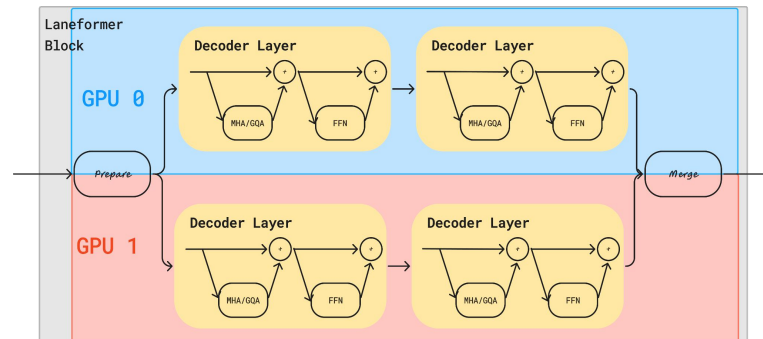 Laneformer
Block
Decoder Layer
Decoder Layer
+
+
+
+
GPU 0
MHA/GQA
FFN
MHA/GQA
FFN
Prepare
Merge
Decoder Layer
Decoder Layer
GPU 1
+
+
+
+
MHA/GQA
FFN
MHA/GQA
FFN